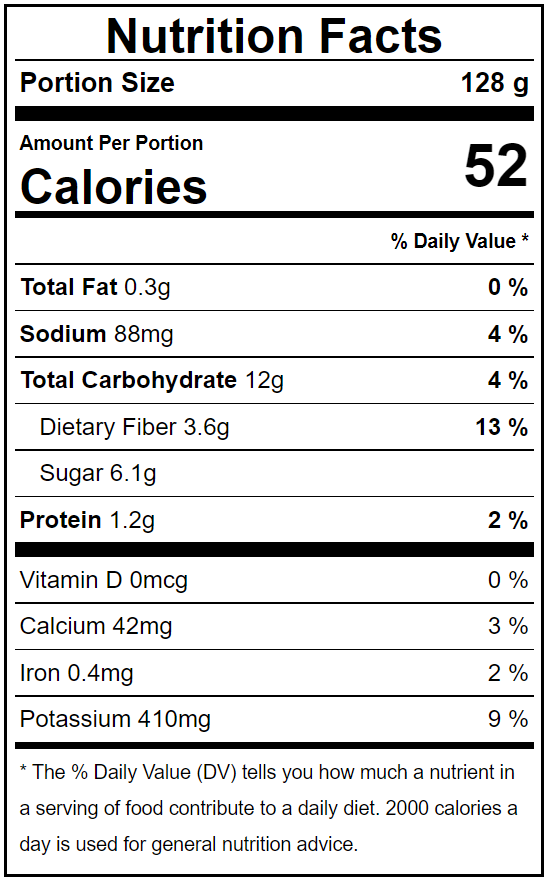 Nutrition Facts
Portion Size 128 g
Amount Per Portion
Calories 52
% Daily Value *
Total Fat 0.3g 0 %
Sodium 88mg 4 %
Total Carbohydrate 12g 4 %
Dietary Fiber 3.6g 13 %
Sugar 6.1g
Protein 1.2g 2 %
Vitamin D 0mcg 0 %
Calcium 42mg 3 %
Iron 0.4mg 2 %
Potassium 410mg 9 %
* The % Daily Value (DV) tells you how much a nutrient in
a serving of food contribute to a daily diet. 2000 calories a
day is used for general nutrition advice.